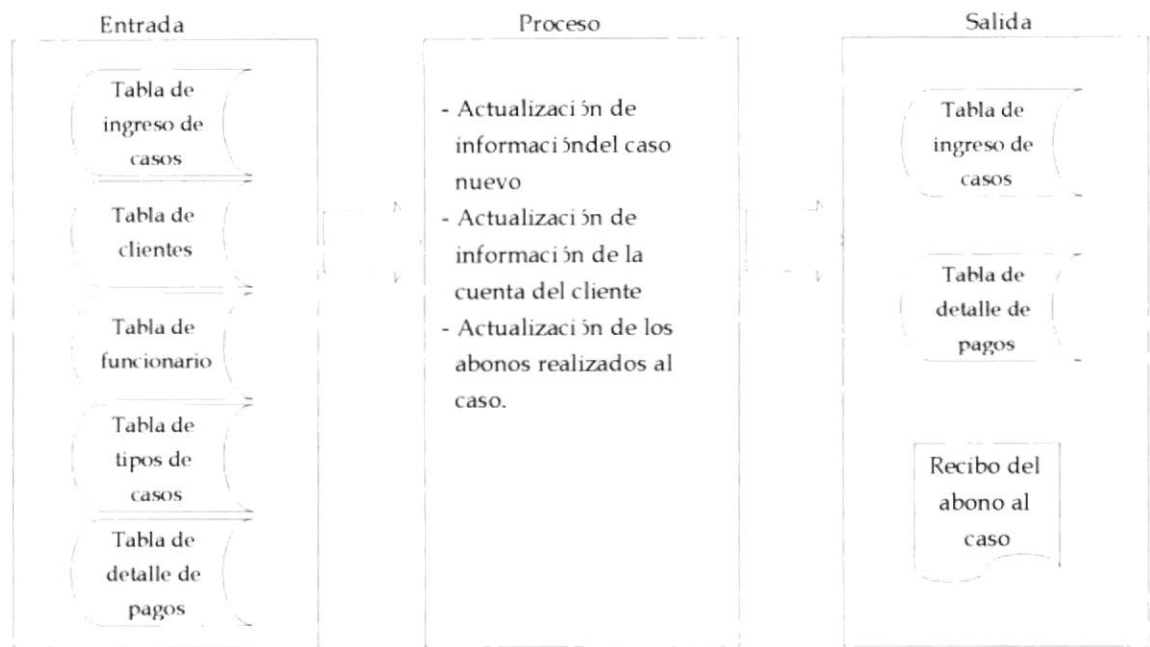 Entrada
Tabla de
ingreso de
casos
Tabla de
clientes
Tabla de
funcionario
Tabla de
tipos de
casos
Tabla de
detalle de
pagos
Proceso
- Actualización de
informacióndel caso
nuevo
- Actualización de
información de la
cuenta del cliente
- Actualización de los
abonos realizados al
caso.
Salida
Tabla de
ingreso de
casos
Tabla de
detalle de
pagos
Recibo del
abono al
caso